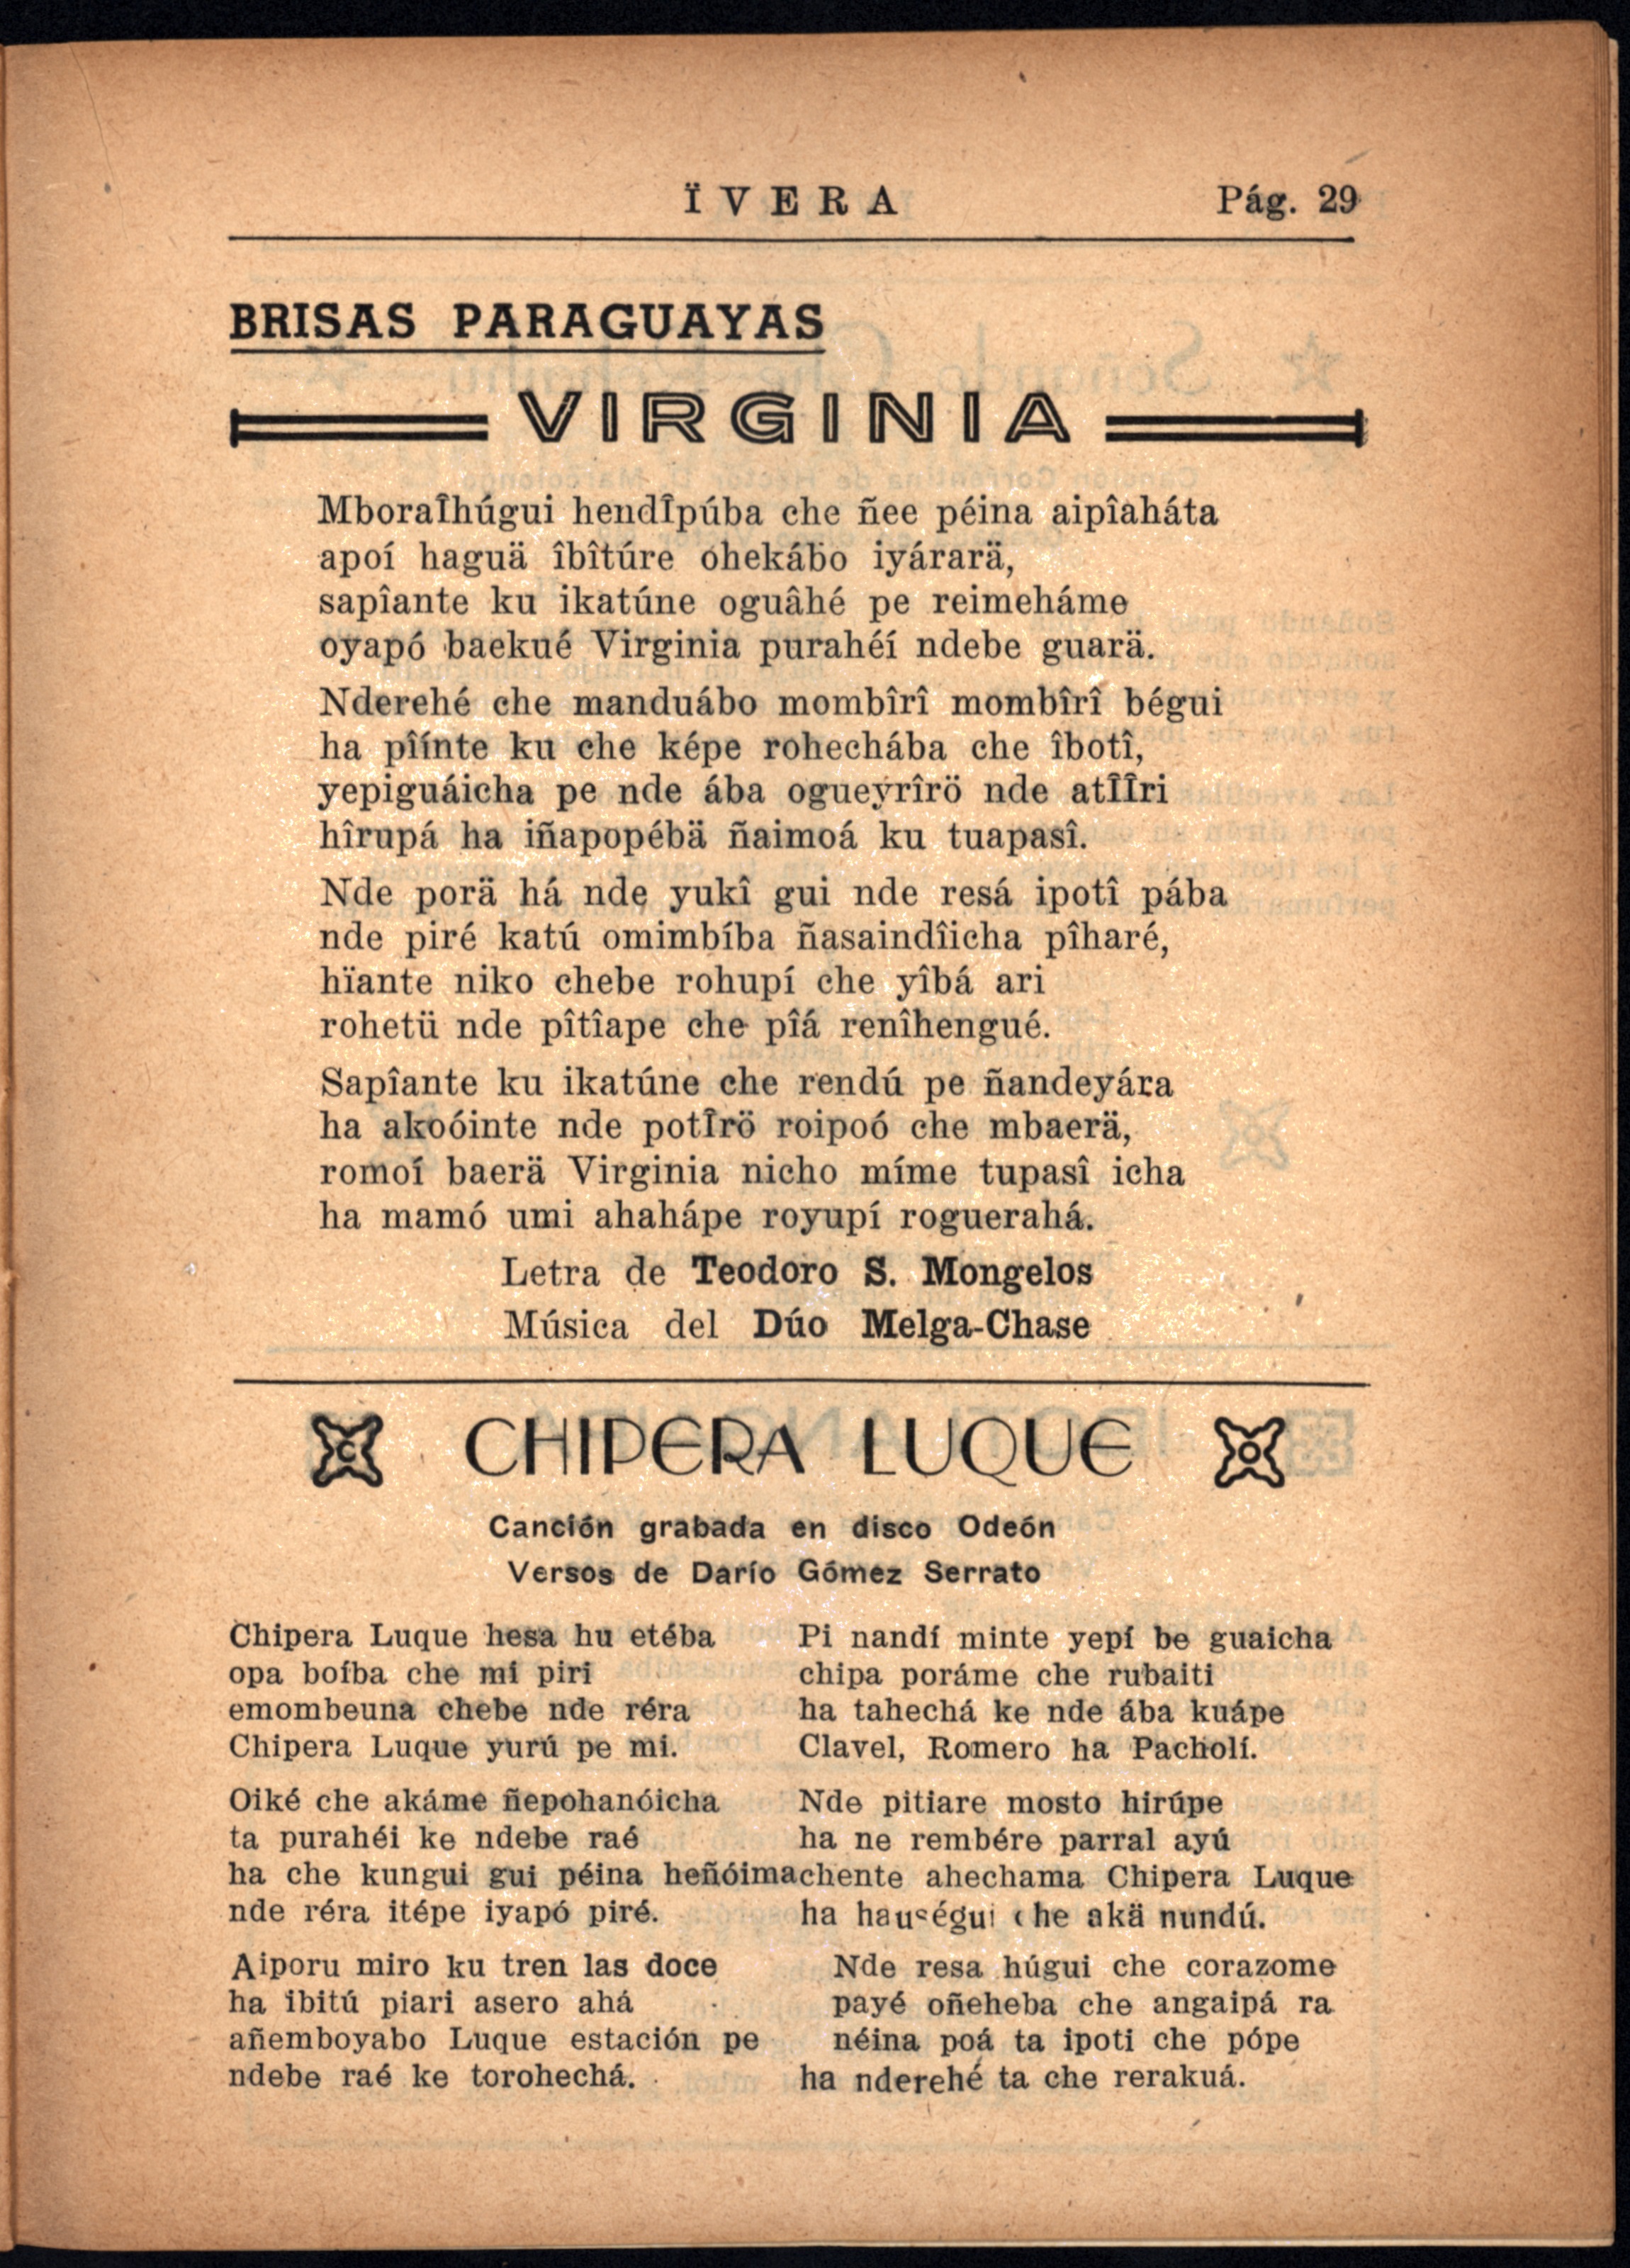 ÏVERA Pág. 29
BRISAS PARAGUAYAS
VIRGINIA
MboraÎhúgui hendÎpúba che ñee péina aipîaháta
apoí haguä îbîtúre ohekábo iyárarä,
sapîante ku ikatúne oguâhé pe reimeháme
oyapó baekué Virginia purahéí ndebe guarä.
Nderehé che manduábo mombîrî mombîrî bégui
ha pîínte ku che képe rohechába che îbotî,
yepiguáicha pe nde ába ogueyrîrö nde atÎÎri
hîrupá ha iñapopébä ñaimoá ku tuapasî.
Nde porä há nde yukî gui nde resá ipotî pába
nde piré katú omimbíba ñasaindîicha pîharé,
hïante niko chebe rohupí che yîbá ari
rohetü nde pîtîape che pîá renîhengué.
Sapîante ku ikatúne che rendú pe ñandeyára
ha akoóinte nde potÎrö roipoó che mbaerä,
romoí baerä Virginia nicho míme tupasî icha
ha mamó umi ahahápe royupí roguerahá.
Letra de Teodoro S. Mongelos
Música del Dúo Melga-Chase
CHIPERA LUQUE
Canción grabada en disco Odeón
Versos de Darío Gómez Serrato
Chipera Luque hesa hu etéba
opa boíba che mi piri
emombeuna chebe nde réra
Chipera Luque yurú pe mi.
Oiké che akáme ñepohanóicha
ta purahéi ke ndebe raé
ha che kungui gui péina heñóima
nde réra itépe iyapó piré.
Aiporu miro ku tren las doce
ha ibitú piari asero ahá
añemboyabo Luque estación pe
ndebe raé ke torohechá.
Pi nandí minte yepí be guaicha
chipa poráme che rubaiti
ha tahechá ke nde ába kuápe
Clavel, Romero ha Pacholí.
Nde pitiare mosto hirúpe
ha ne rembére parral ayú
chente ahechama Chipera Luque
ha che akä nundú.
Nde resa húgui che corazome
payé oñeheba che angaipá ra
néina poá ta ipoti che pópe
ha nderehé ta che rerakuá.